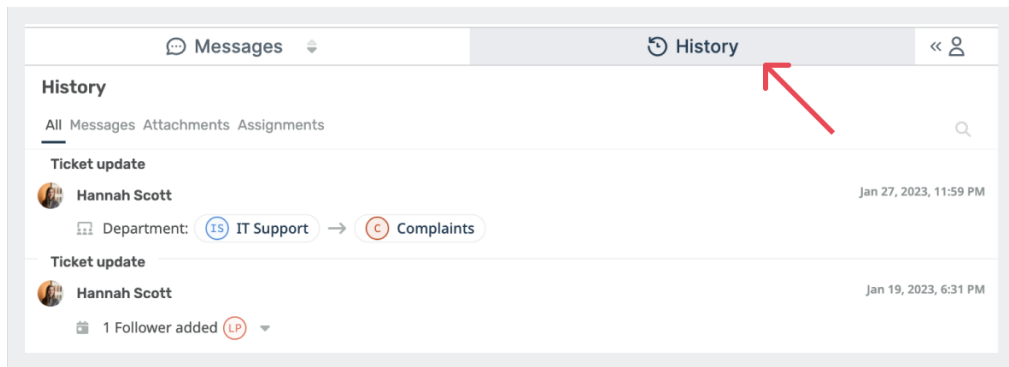 Messages
History
«
History
All Messages Attachments Assignments
Ticket update
Hannah Scott
Jan 27, 2023, 11:59 PM
Department: IS IT Support → C Complaints
Ticket update
Hannah Scott
Jan 19, 2023, 6:31 PM
1 Follower added LP